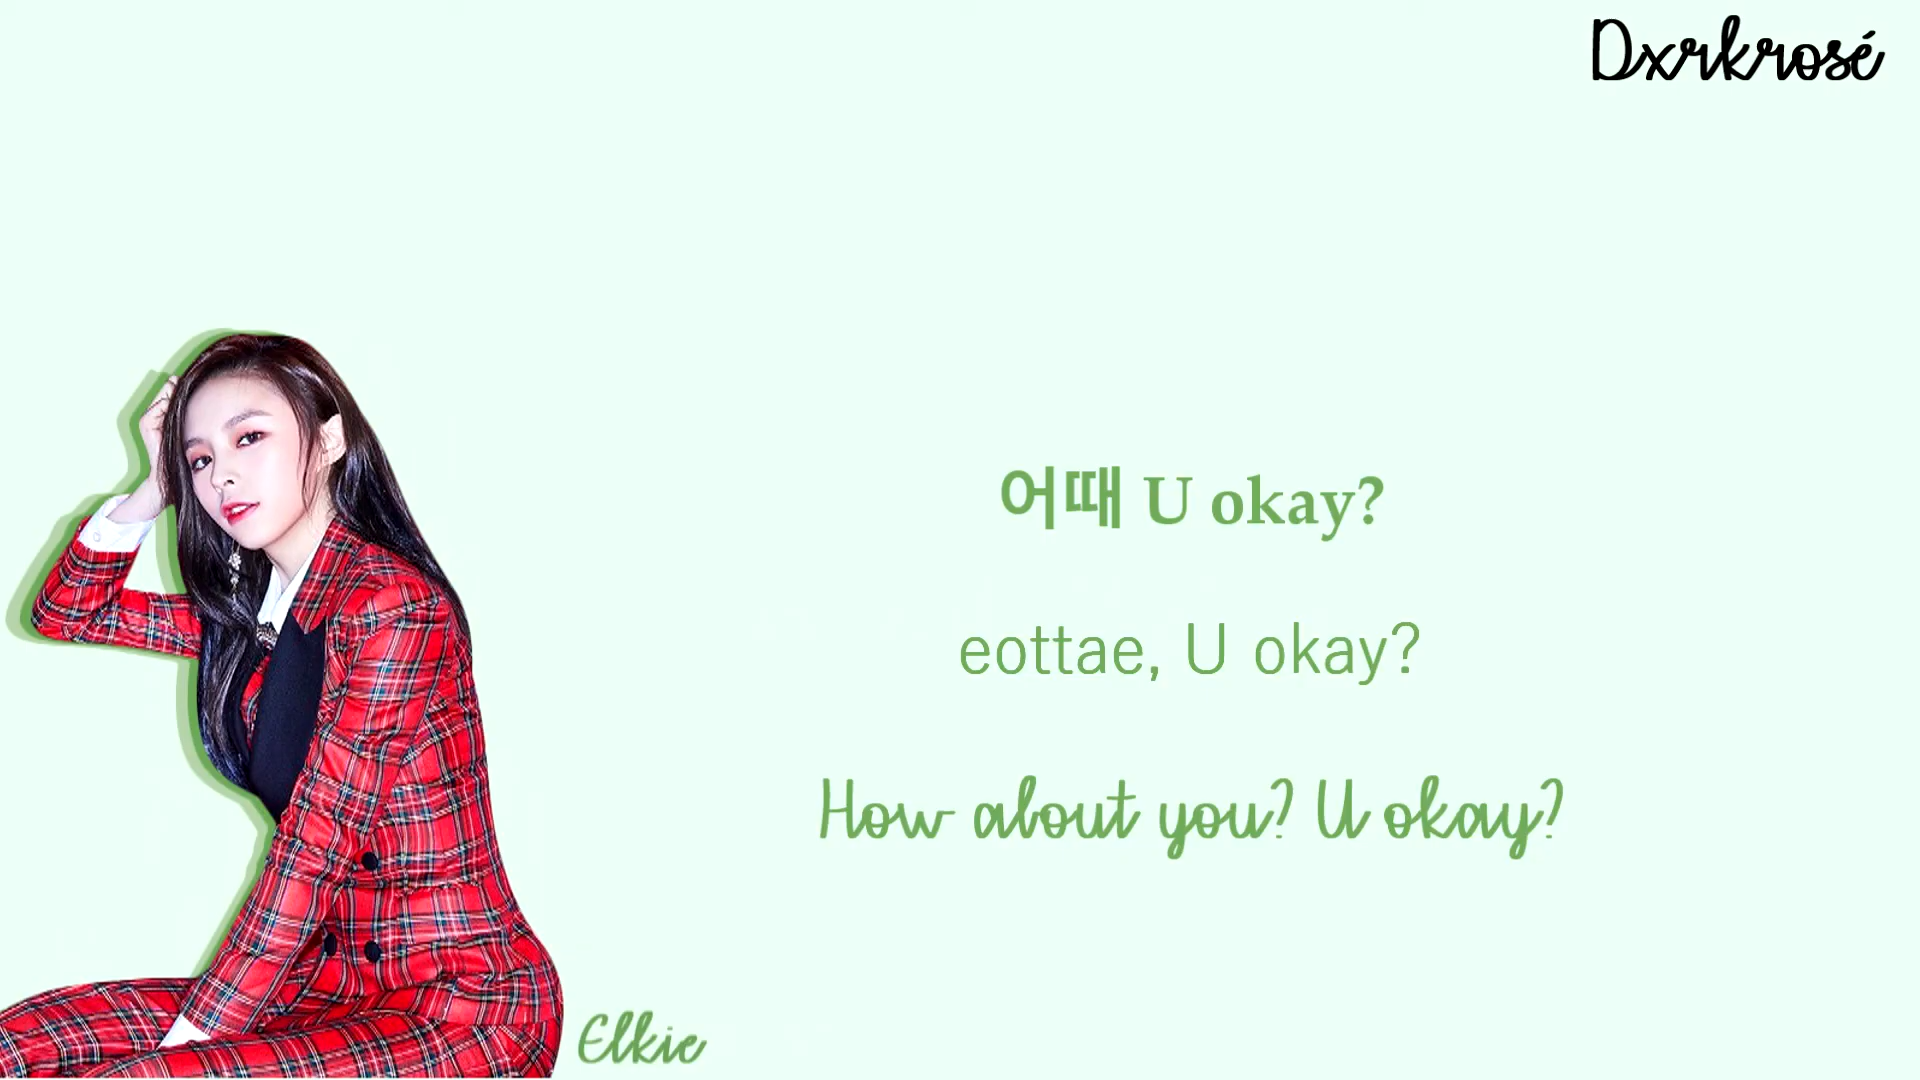 Dxrkrosé
어때 U okay?
eottae, U okay?
How about you? U okay?
Elkie